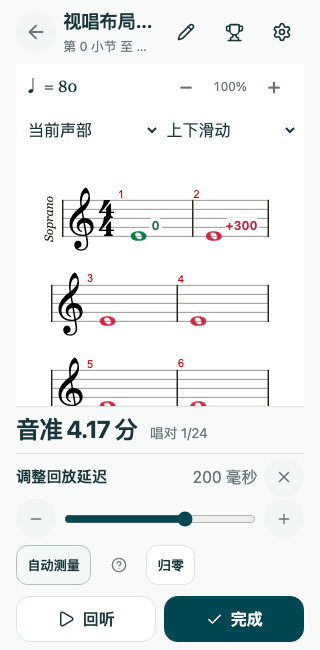 视唱布局...
第 0 小节 至 ...
♩ = 80
100%
当前声部
上下滑动
Soprano
1
2
4
4
0
+300
3
4
5
6
音准 4.17 分
唱对 1/24
调整回放延迟
200 毫秒
自动测量
归零
回听
完成